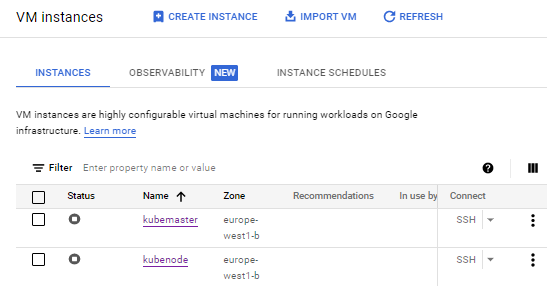 VM instances CREATE INSTANCE IMPORT VM REFRESH
INSTANCES OBSERVABILITY NEW INSTANCE SCHEDULES
VM instances are highly configurable virtual machines for running workloads on Google
infrastructure. Learn more
Filter Enter property name or value
Status Name Zone Recommendations In use by Connect
kubemaster europe-
west1-b SSH
kubenode europe-
west1-b SSH